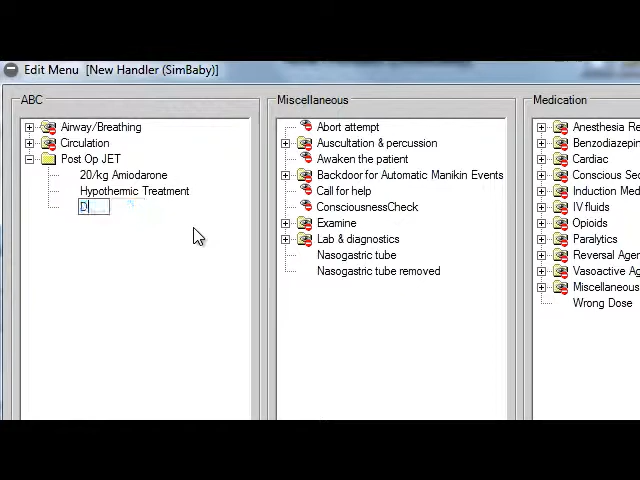 Edit Menu [New Handler (SimBaby)]
ABC
Airway/Breathing
Circulation
Post Op JET
20/kg Amiodarone
Hypothermic Treatment
D
Miscellaneous
Abort attempt
Auscultation & percussion
Awaken the patient
Backdoor for Automatic Manikin Events
Call for help
ConsciousnessCheck
Examine
Lab & diagnostics
Nasogastric tube
Nasogastric tube removed
Medication
Anesthesia Re
Benzodiazepin
Cardiac
Conscious Sec
Induction Med
IV fluids
Opioids
Paralytics
Reversal Agen
Vasoactive Ag
Miscellaneous
Wrong Dose